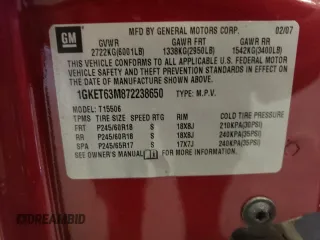 GM
MFD BY GENERAL MOTORS CORP. 02/07
GVWR GAWR FRT GAWR RR
2722KG(6001LB) 1338KG(2950LB) 1542KG(3400LB)
THIS VEHICLE CONFORMS TO ALL APPLICABLE U.S. FEDERAL MOTOR VEHICLE SAFETY AND THEFT PREVENTION STANDARDS IN EFFECT ON THE DATE OF MANUFACTURE SHOWN ABOVE.
1GKET63M872238650 TYPE: M.P.V.
T15506
TPMS TIRE SIZE SPEED RTG RIM COLD TIRE PRESSURE
FRT P245/60R18 S 18X8J 210KPA(30PSI)
RR P245/60R18 S 18X8J 240KPA(35PSI)
SPA P245/65R17 S 17X7J 240KPA(35PSI)
SEE OWNER'S MANUAL FOR ADDITIONAL INFORMATION
IDREAMBID